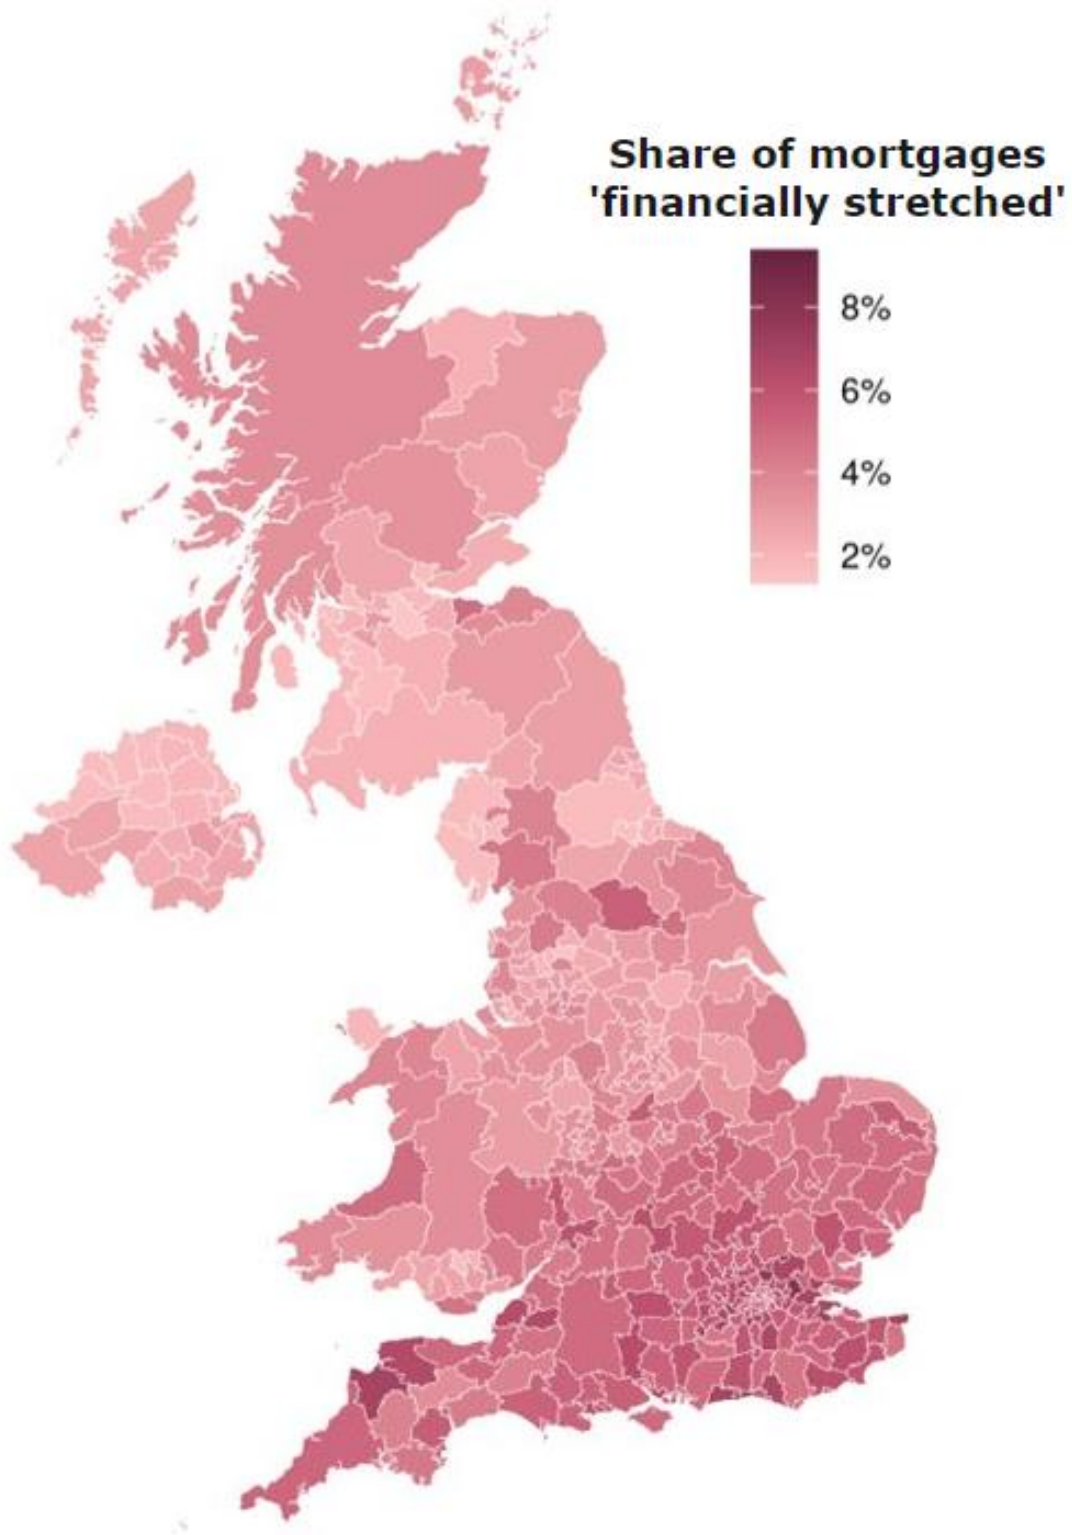 Share of mortgages
'financially stretched'
8%
6%
4%
2%